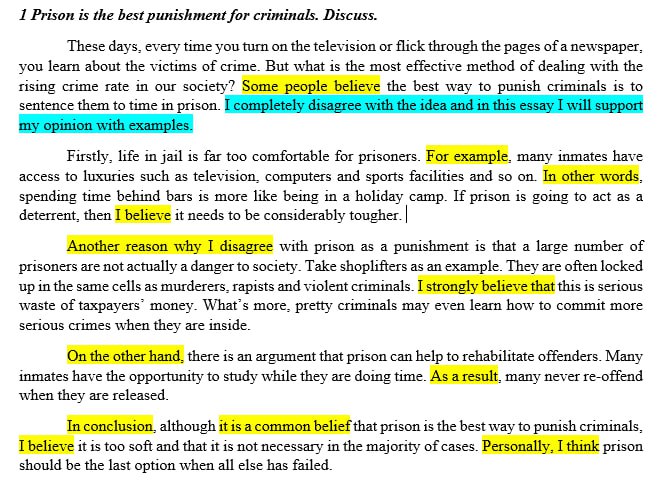 1 Prison is the best punishment for criminals. Discuss.
These days, every time you turn on the television or flick through the pages of a newspaper,
you learn about the victims of crime. But what is the most effective method of dealing with the
rising crime rate in our society? Some people believe the best way to punish criminals is to
sentence them to time in prison. I completely disagree with the idea and in this essay I will support
my opinion with examples.
Firstly, life in jail is far too comfortable for prisoners. For example, many inmates have
access to luxuries such as television, computers and sports facilities and so on. In other words,
spending time behind bars is more like being in a holiday camp. If prison is going to act as a
deterrent, then I believe it needs to be considerably tougher.
Another reason why I disagree with prison as a punishment is that a large number of
prisoners are not actually a danger to society. Take shoplifters as an example. They are often locked
up in the same cells as murderers, rapists and violent criminals. I strongly believe that this is serious
waste of taxpayers’ money. What’s more, pretty criminals may even learn how to commit more
serious crimes when they are inside.
On the other hand, there is an argument that prison can help to rehabilitate offenders. Many
inmates have the opportunity to study while they are doing time. As a result, many never re-offend
when they are released.
In conclusion, although it is a common belief that prison is the best way to punish criminals,
I believe it is too soft and that it is not necessary in the majority of cases. Personally, I think prison
should be the last option when all else has failed.